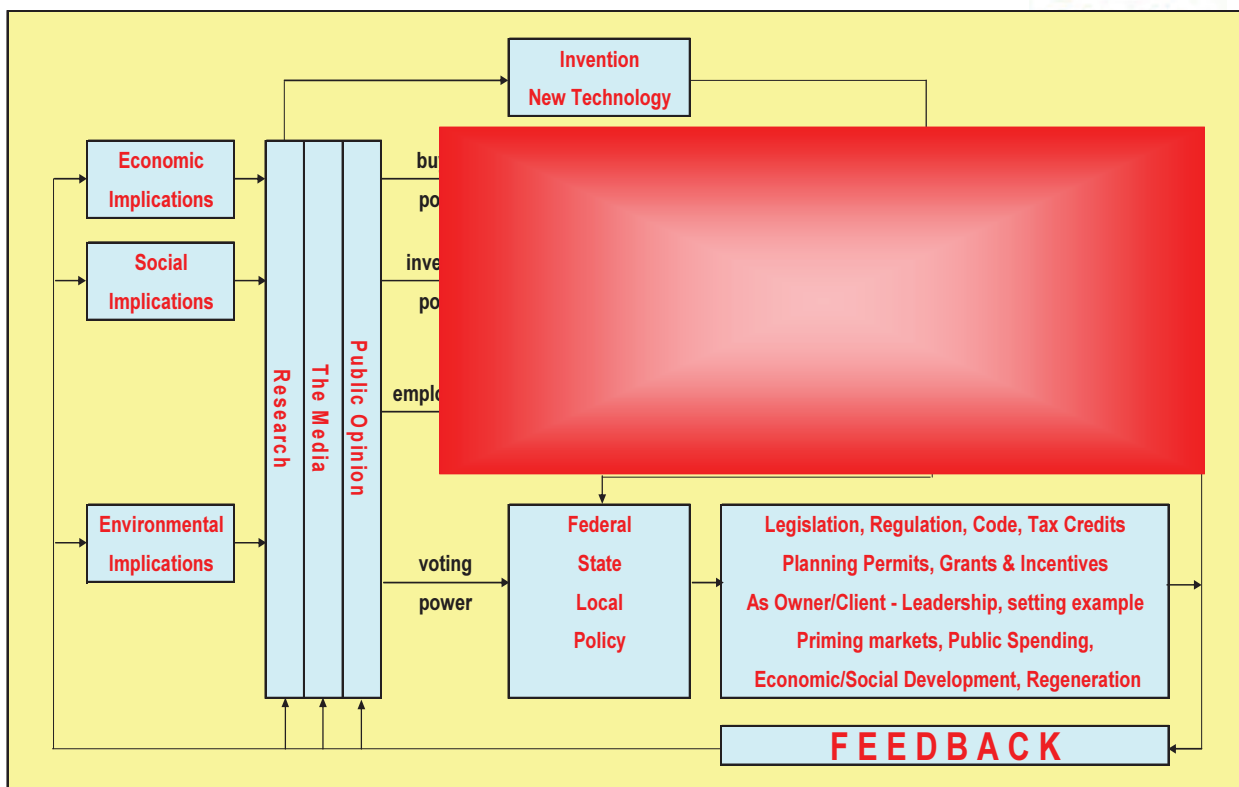 Invention
New Technology
Economic
Implications
Social
Implications
Environmental
Implications
Research
The Media
Public Opinion
voting
power
Federal
State
Local
Policy
Legislation, Regulation, Code, Tax Credits
Planning Permits, Grants & Incentives
As Owner/Client - Leadership, setting example
Priming markets, Public Spending,
Economic/Social Development, Regeneration
FEEDBACK